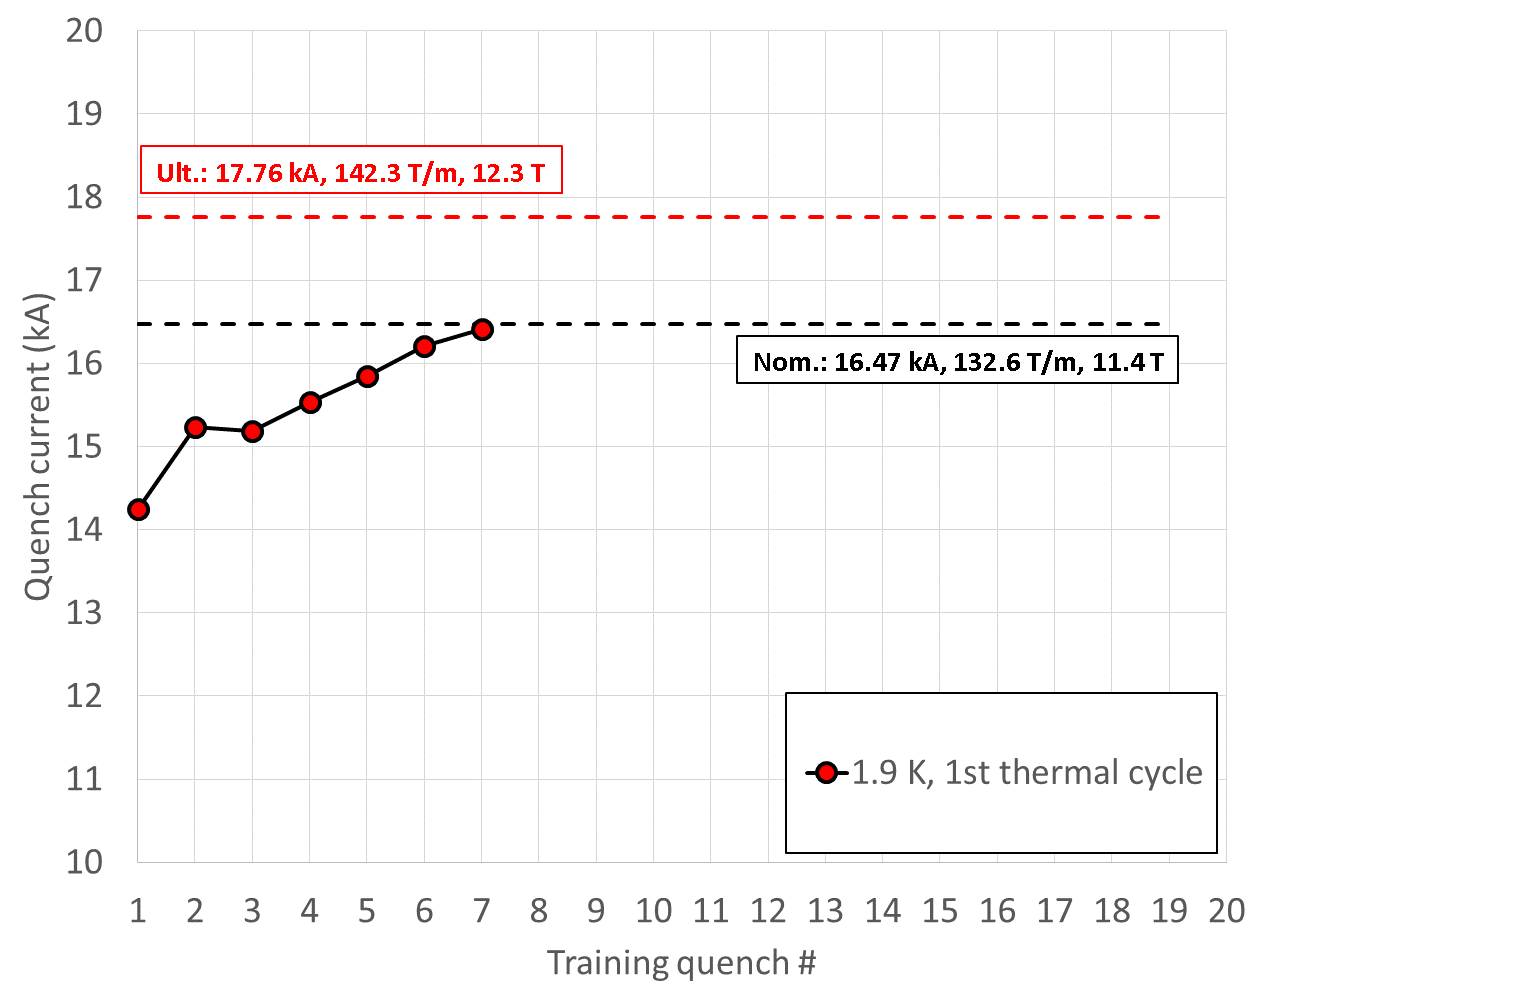 20
19
18
17
16
15
14
13
12
11
10
Quench current (kA)
Ult.: 17.76 kA, 142.3 T/m, 12.3 T
Nom.: 16.47 kA, 132.6 T/m, 11.4 T
1.9 K, 1st thermal cycle
1 2 3 4 5 6 7 8 9 10 11 12 13 14 15 16 17 18 19 20
Training quench #